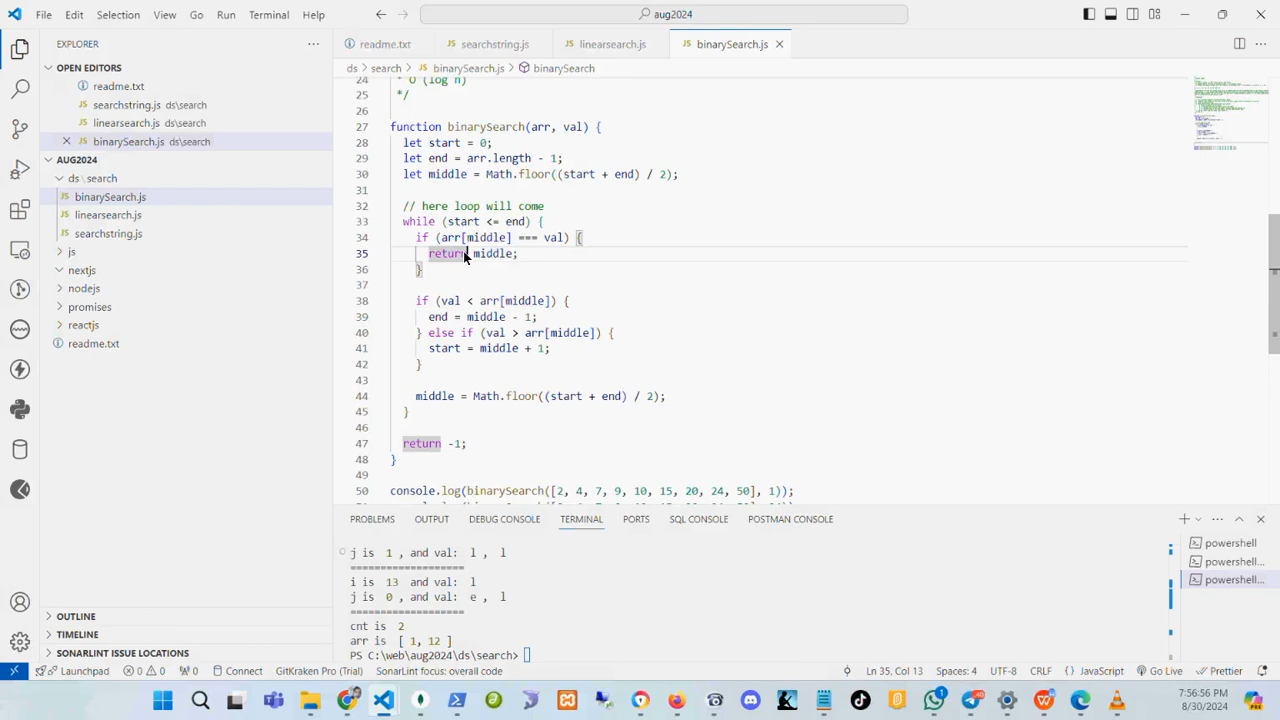 File Edit Selection View Go Run Terminal Help
aug2024
EXPLORER
readme.txt
searchstring.js
linearsearch.js
binarySearch.js
ds > search > binarySearch.js > binarySearch
OPEN EDITORS
readme.txt
searchstring.js ds\search
linearsearch.js ds\search
binarySearch.js ds\search
AUG2024
ds \ search
binarySearch.js
linearsearch.js
searchstring.js
js
nextjs
nodejs
promises
reactjs
readme.txt
OUTLINE
TIMELINE
SONARLINT ISSUE LOCATIONS
24 * O (log n)
25 */
26
27 function binarySearch(arr, val) {
28 let start = 0;
29 let end = arr.length - 1;
30 let middle = Math.floor((start + end) / 2);
31
32 // here loop will come
33 while (start <= end) {
34 if (arr[middle] === val) {
35 return middle;
36 }
37
38 if (val < arr[middle]) {
39 end = middle - 1;
40 } else if (val > arr[middle]) {
41 start = middle + 1;
42 }
43
44 middle = Math.floor((start + end) / 2);
45 }
46
47 return -1;
48 }
49
50 console.log(binarySearch([2, 4, 7, 9, 10, 15, 20, 24, 50], 1));
PROBLEMS OUTPUT DEBUG CONSOLE TERMINAL PORTS SQL CONSOLE POSTMAN CONSOLE
j is 1 , and val: l , l
===================
i is 13 and val: l
j is 0 , and val: e , l
===================
cnt is 2
arr is [ 1, 12 ]
PS C:\web\aug2024\ds\search>
powershell
powershell...
powershell...
Launchpad 0 0 0 Connect GitKraken Pro (Trial) SonarLint focus: overall code Ln 35, Col 13 Spaces: 4 UTF-8 CRLF {} JavaScript Go Live Prettier
7:56:56 PM
8/30/2024